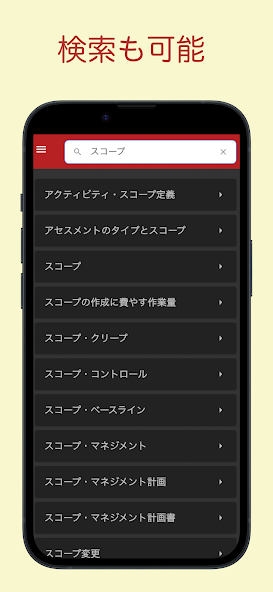 検索も可能
スコープ
アクティビティ・スコープ定義
アセスメントのタイプとスコープ
スコープ
スコープの作成に費やす作業量
スコープ・クリープ
スコープ・コントロール
スコープ・ベースライン
スコープ・マネジメント
スコープ・マネジメント計画
スコープ・マネジメント計画書
スコープ変更